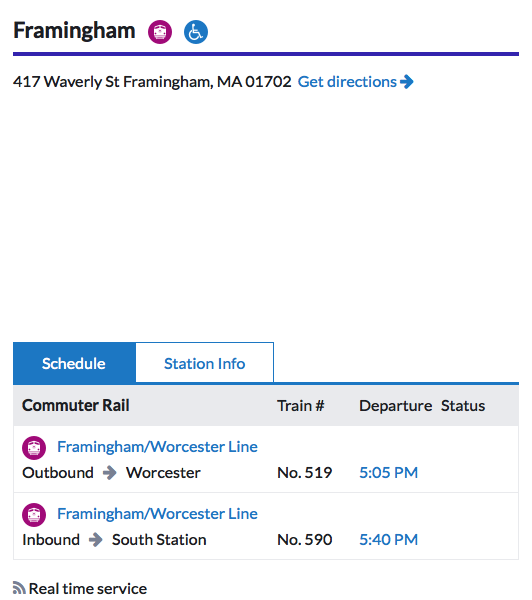 Framingham
417 Waverly St Framingham, MA 01702 Get directions
Schedule Station Info
Commuter Rail Train # Departure Status
Framingham/Worcester Line
Outbound Worcester No. 519 5:05 PM
Framingham/Worcester Line
Inbound South Station No. 590 5:40 PM
Real time service